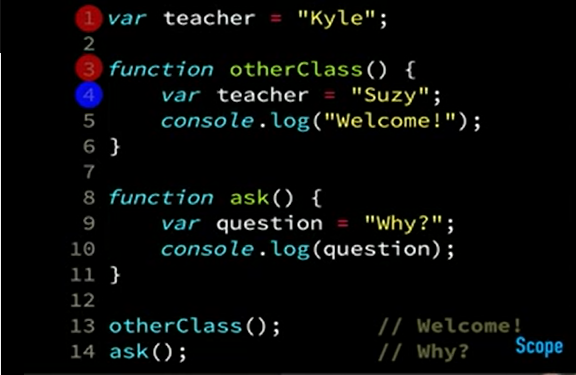 1 var teacher = "Kyle";
2
3 function otherClass() {
4     var teacher = "Suzy";
5     console.log("Welcome!");
6 }
7
8 function ask() {
9     var question = "Why?";
10     console.log(question);
11 }
12
13 otherClass();        // Welcome!
14 ask();               // Why?
Scope